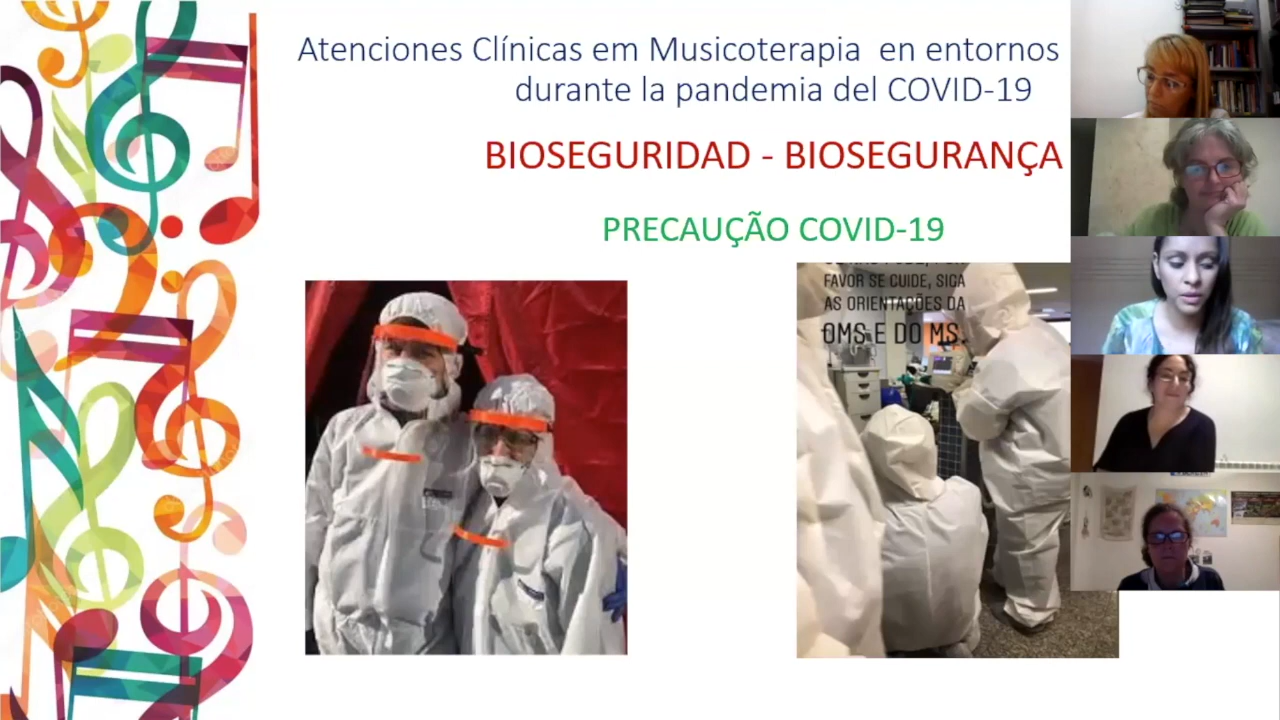 Atenciones Clínicas em Musicoterapia en entornos
durante la pandemia del COVID-19
BIOSEGURIDAD - BIOSEGURANÇA
PRECAUÇÃO COVID-19
FAVOR SE CUIDE, SIGA
AS ORIENTAÇÕES DA
OMS E DO MS.